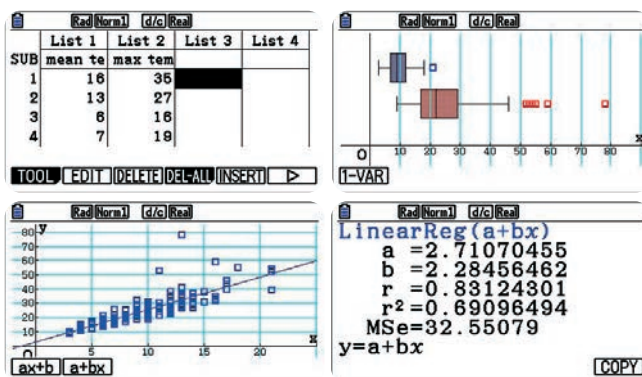 Rad Norm1 d/c Real
List 1 List 2 List 3 List 4
SUB mean te max tem
1 16 35
2 13 27
3 6 16
4 7 19
TOOL EDIT DELETE DEL-ALL INSERT
Rad Norm1 d/c Real
O 10 20 30 40 50 60 70 80 x
1-VAR
Rad Norm1 d/c Real
y
80
70
60
50
40
30
20
10
O 5 10 15 20 x
ax+b a+bx
Rad Norm1 d/c Real
LinearReg(a+bx)
a =2.71070455
b =2.28456462
r =0.83124301
r²=0.69096494
MSe=32.55079
y=a+bx
COPY